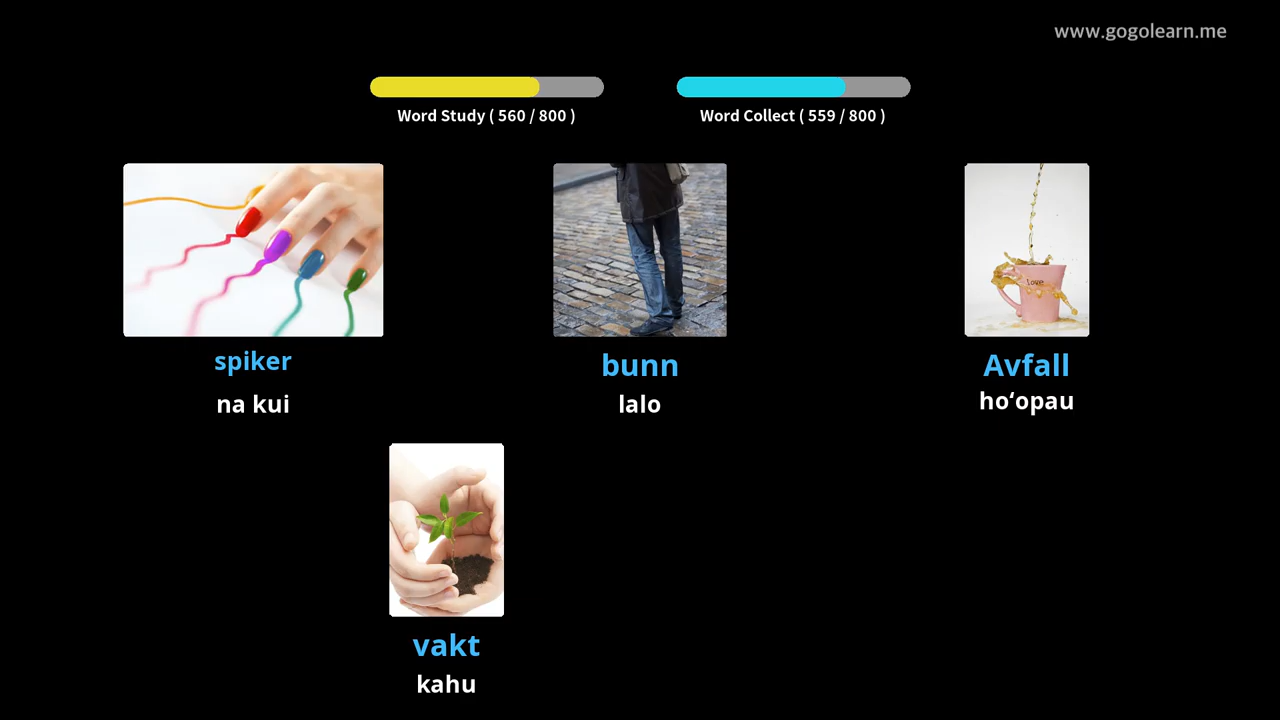 www.gogolearn.me
Word Study ( 560 / 800 )
Word Collect ( 559 / 800 )
Love
spiker
na kui
bunn
lalo
Avfall
hoʻopau
vakt
kahu